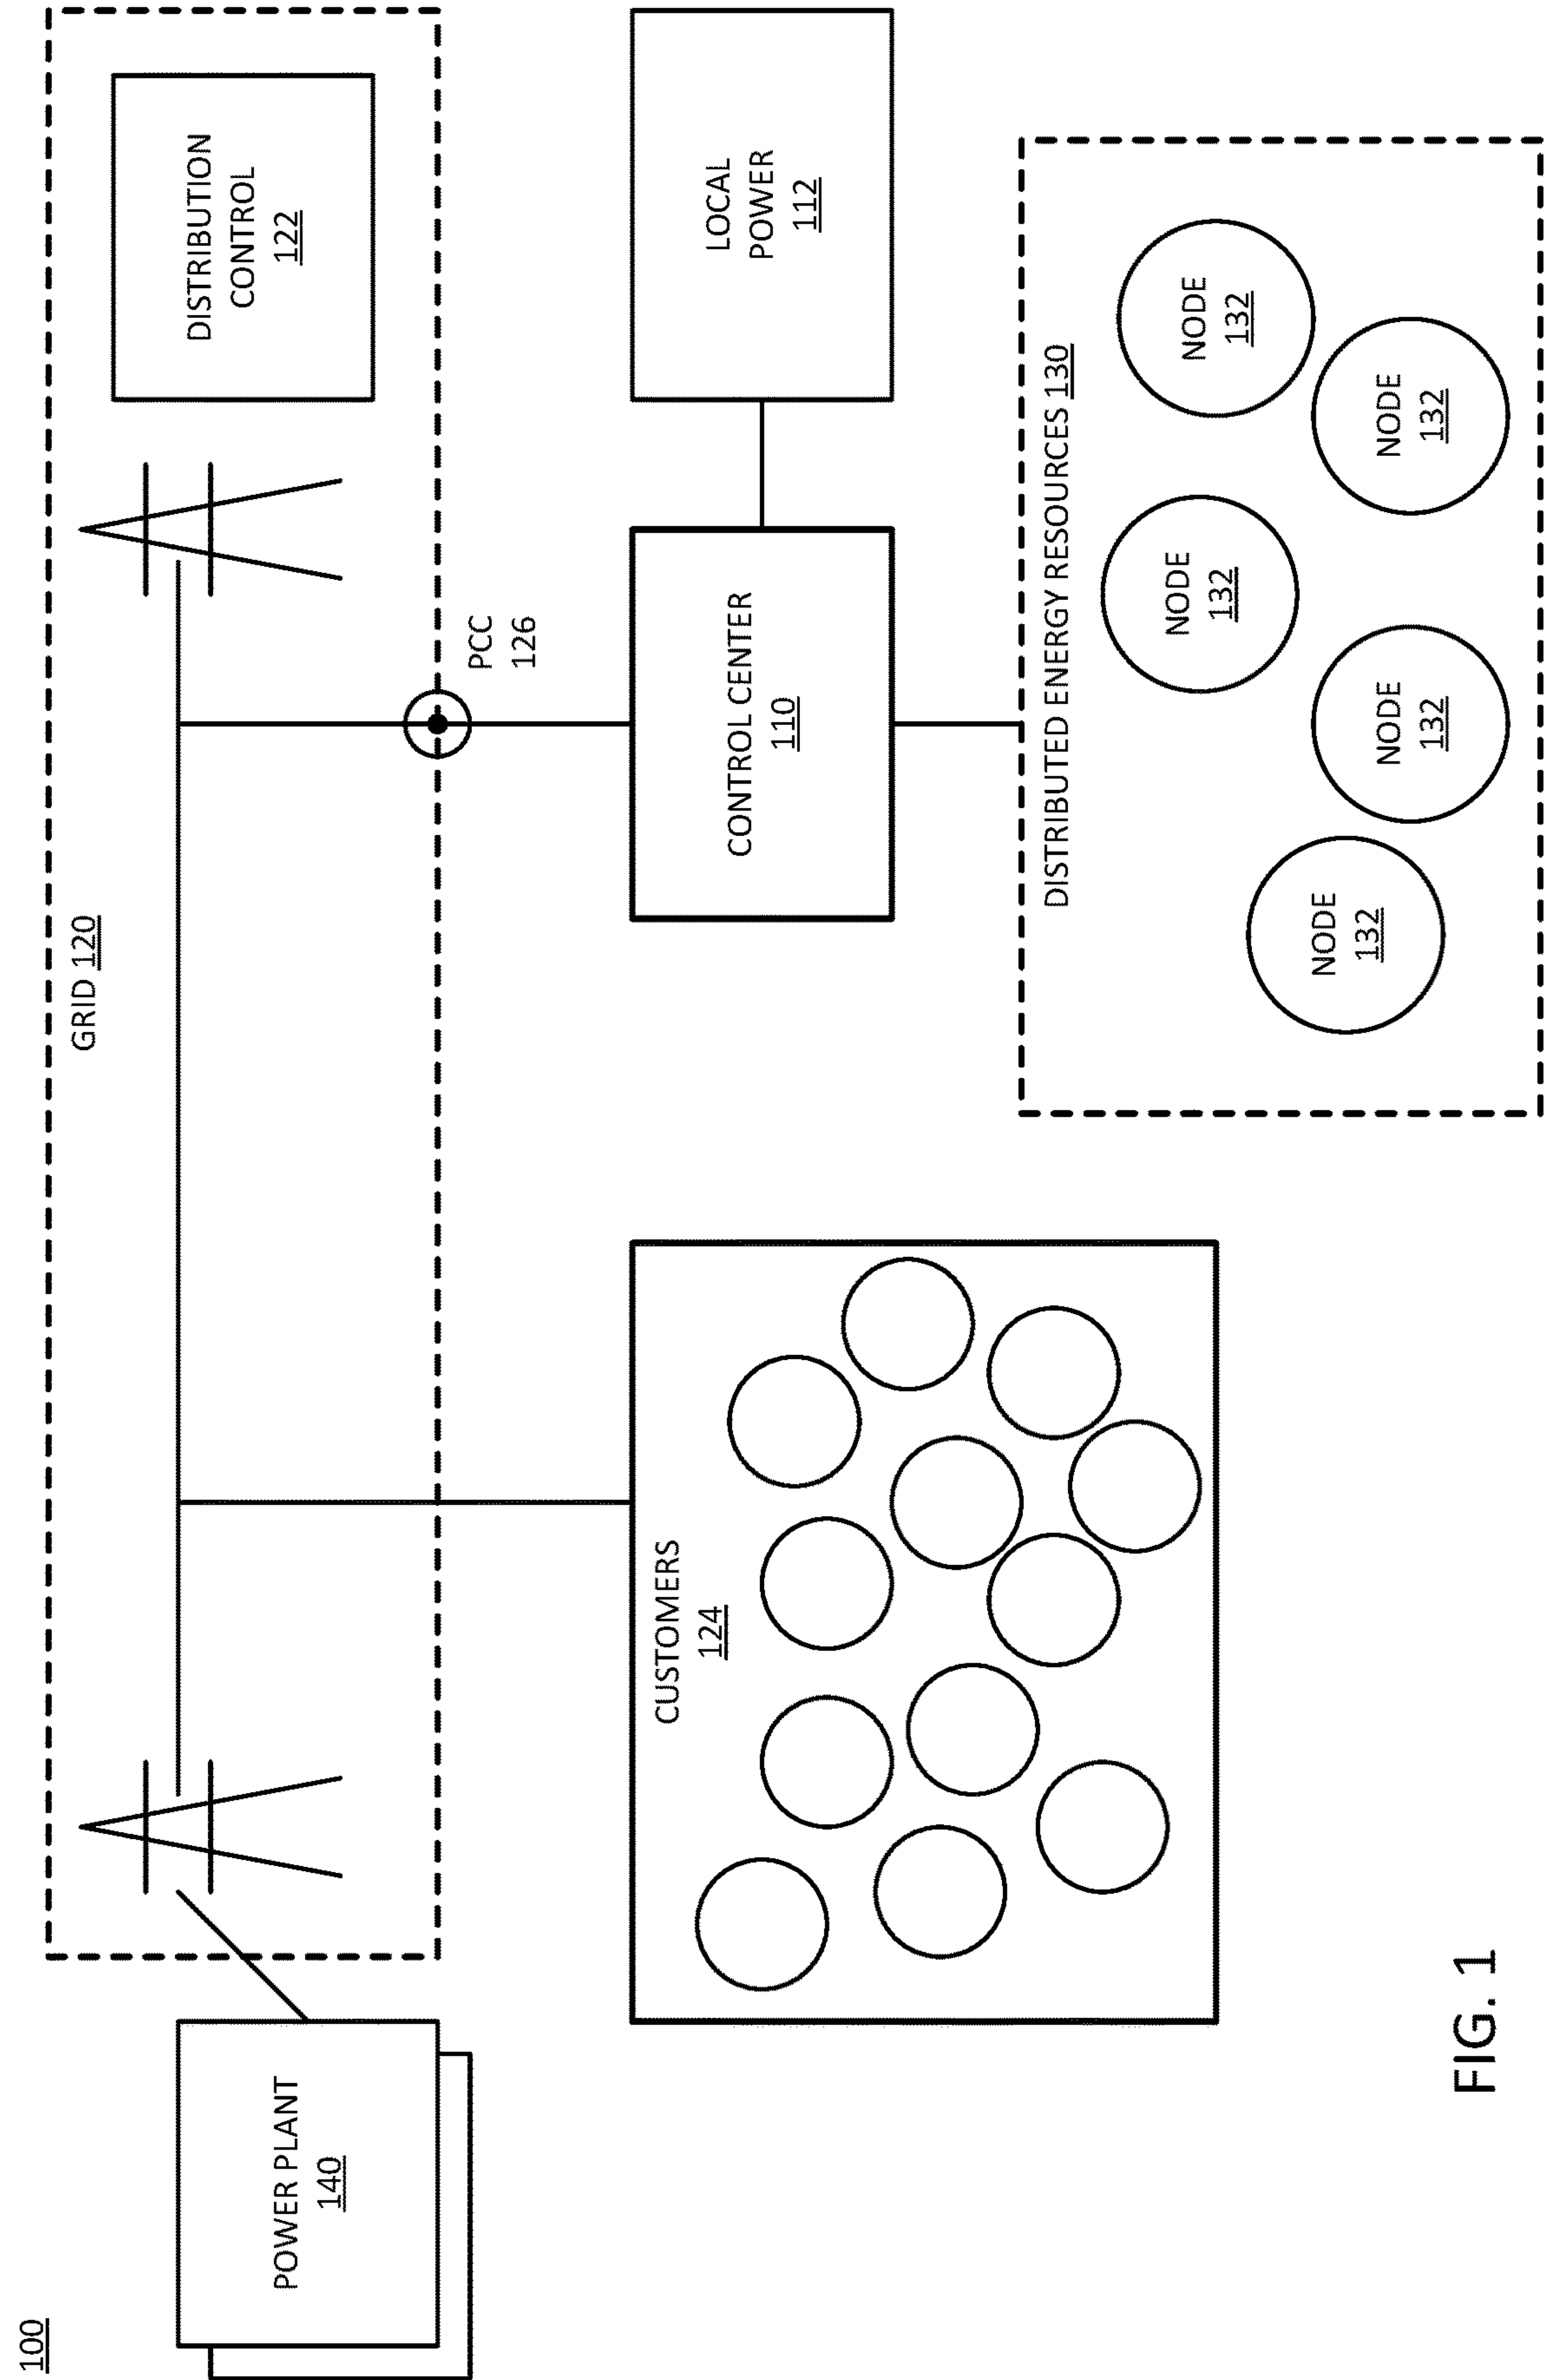 100
GRID 120
POWER PLANT
140
DISTRIBUTION
CONTROL
122
PCC
126
CUSTOMERS
124
CONTROL CENTER
110
LOCAL
POWER
112
DISTRIBUTED ENERGY RESOURCES 130
NODE
132
NODE
132
NODE
132
NODE
132
NODE
132
FIG. 1